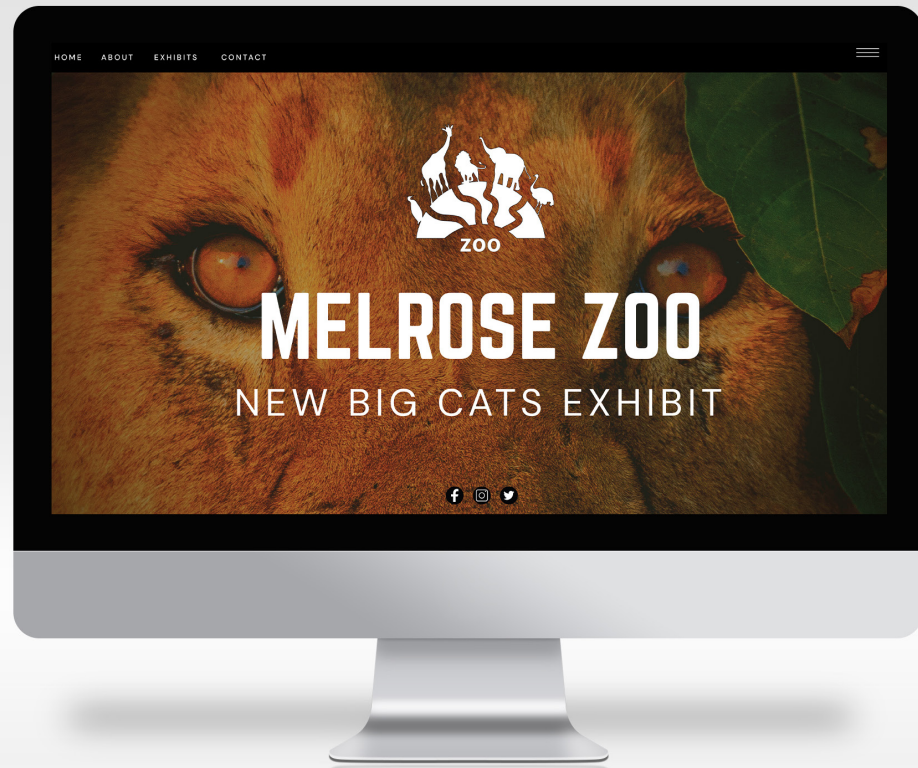 HOME ABOUT EXHIBITS CONTACT
ZOO
MELROSE ZOO
NEW BIG CATS EXHIBIT